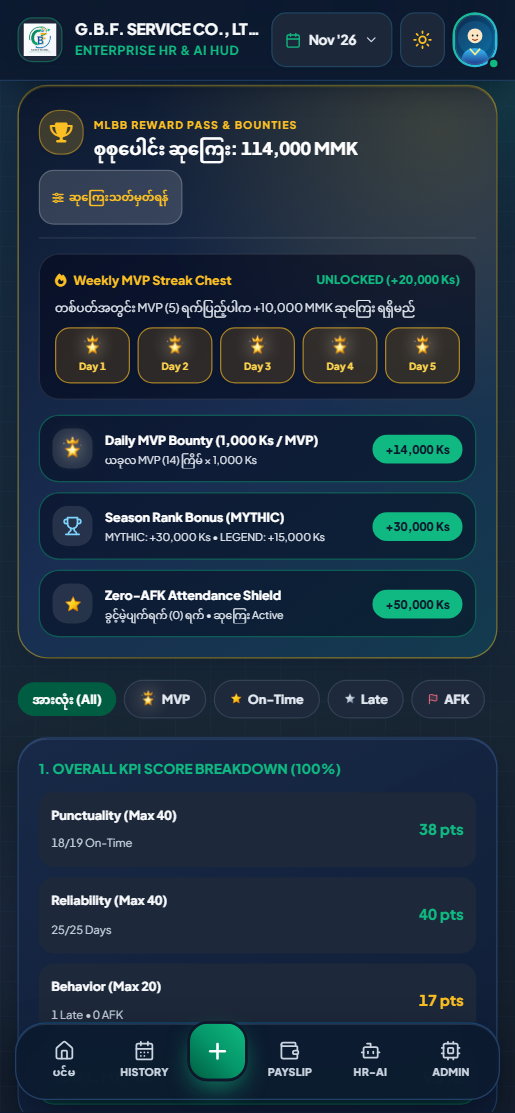 G.B.F. SERVICE CO., LT...
ENTERPRISE HR & AI HUD
Nov '26
MLBB REWARD PASS & BOUNTIES
စုစုပေါင်း ဆုကြေး: 114,000 MMK
ဆုကြေးသတ်မှတ်ရန်
Weekly MVP Streak Chest
UNLOCKED (+20,000 Ks)
တစ်ပတ်အတွင်း MVP (5) ရက်ပြည့်ပါက +10,000 MMK ဆုကြေး ရရှိမည်
Day 1
Day 2
Day 3
Day 4
Day 5
Daily MVP Bounty (1,000 Ks / MVP)
ယခုလ MVP (14) ကြိမ် × 1,000 Ks
+14,000 Ks
Season Rank Bonus (MYTHIC)
MYTHIC: +30,000 Ks • LEGEND: +15,000 Ks
+30,000 Ks
Zero-AFK Attendance Shield
ခွင့်မဲ့ပျက်ရက် (0) ရက် • ဆုကြေး Active
+50,000 Ks
အားလုံး (All)
MVP
On-Time
Late
AFK
1. OVERALL KPI SCORE BREAKDOWN (100%)
Punctuality (Max 40)
18/19 On-Time
38 pts
Reliability (Max 40)
25/25 Days
40 pts
Behavior (Max 20)
1 Late • 0 AFK
17 pts
ပင်မ
HISTORY
PAYSLIP
HR-AI
ADMIN